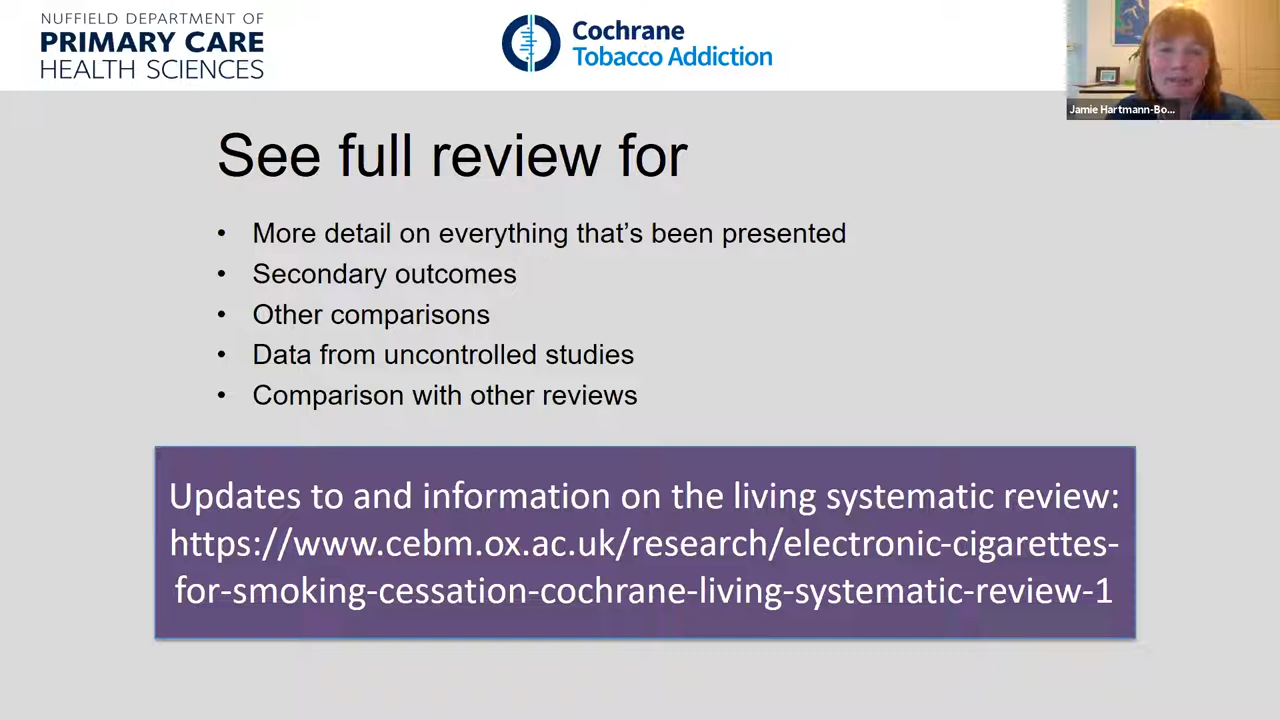 NUFFIELD DEPARTMENT OF
PRIMARY CARE
HEALTH SCIENCES
Cochrane
Tobacco Addiction
Jamie Hartmann-Bo...
See full review for
• More detail on everything that's been presented
• Secondary outcomes
• Other comparisons
• Data from uncontrolled studies
• Comparison with other reviews
Updates to and information on the living systematic review:
https://www.cebm.ox.ac.uk/research/electronic-cigarettes-
for-smoking-cessation-cochrane-living-systematic-review-1